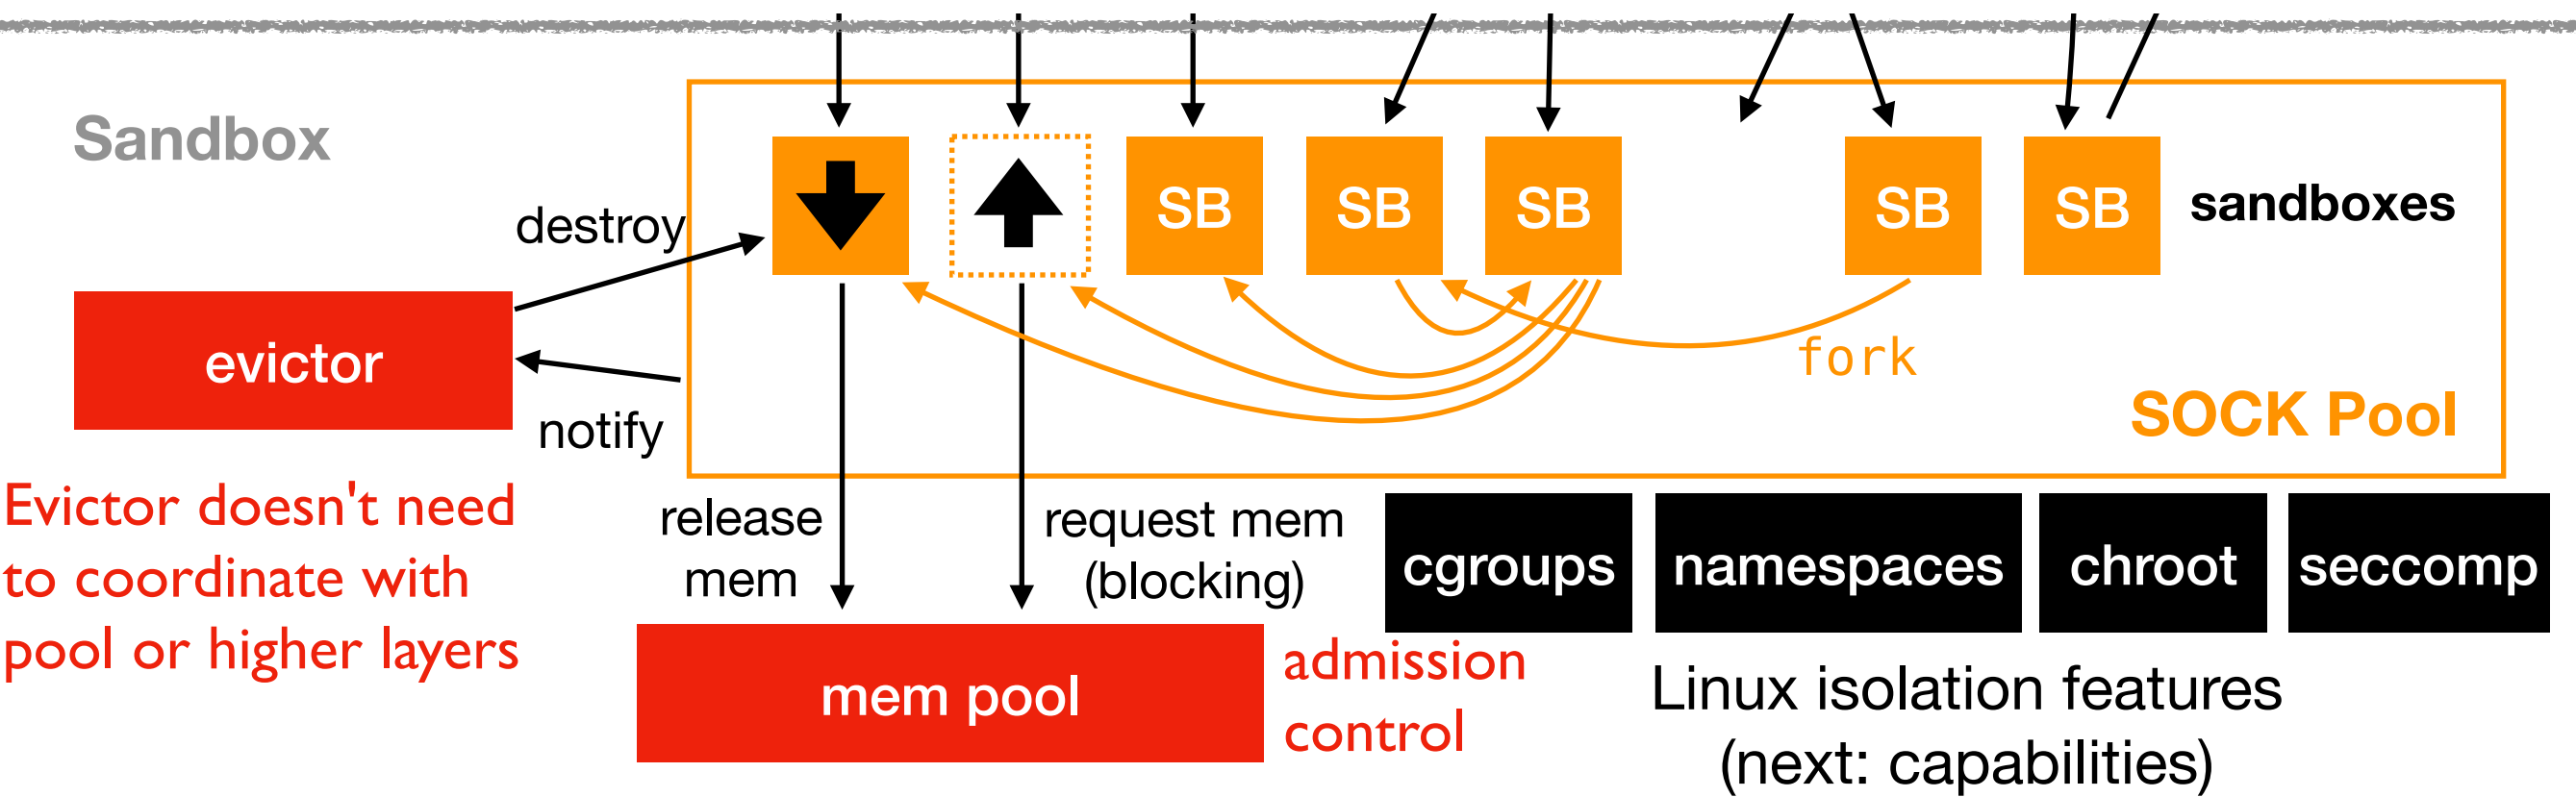 Sandbox
destroy
SB
SB
SB
SB
SB
sandboxes
evictor
notify
fork
SOCK Pool
Evictor doesn't need
to coordinate with
pool or higher layers
release
mem
request mem
(blocking)
cgroups
namespaces
chroot
seccomp
mem pool
admission
control
Linux isolation features
(next: capabilities)